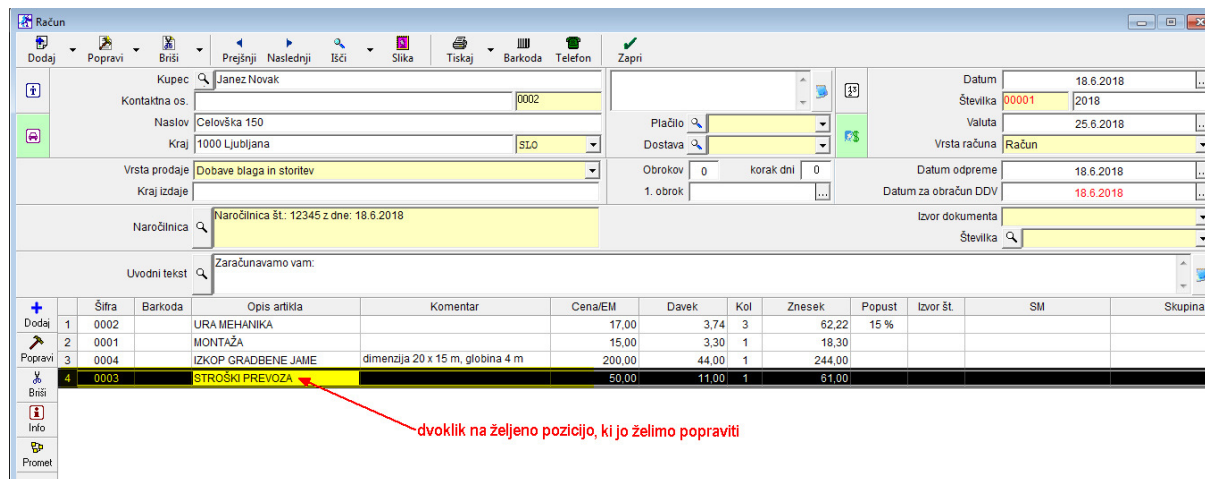 Račun
Dodaj Popravi Briši Prejšnji Naslednji Išči Slika Tiskaj Barkoda Telefon Zapri
Kupec Janez Novak Datum 18.6.2018 ...
Kontaktna os. 0002 Številka 00001 2018
Naslov Celovška 150 Plačilo Valuta 25.6.2018 ...
Kraj 1000 Ljubljana SLO Dostava Vrsta računa Račun
Vrsta prodaje Dobave blaga in storitev Obrokov 0 korak dni 0 Datum odpreme 18.6.2018 ...
Kraj izdaje 1. obrok ... Datum za obračun DDV 18.6.2018 ...
Naročilnica Naročilnica št.: 12345 z dne: 18.6.2018 Izvor dokumenta
Številka
Uvodni tekst Zaračunavamo vam:
Šifra Barkoda Opis artikla Komentar Cena/EM Davek Kol Znesek Popust Izvor št. SM Skupina
Dodaj 1 0002 URA MEHANIKA 17,00 3,74 3 62,22 15 %
2 0001 MONTAŽA 15,00 3,30 1 18,30
Popravi 3 0004 IZKOP GRADBENE JAME dimenzija 20 x 15 m, globina 4 m 200,00 44,00 1 244,00
4 0003 STROŠKI PREVOZA 50,00 11,00 1 61,00
Briši
Info
dvoklik na željeno pozicijo, ki jo želimo popraviti
Promet